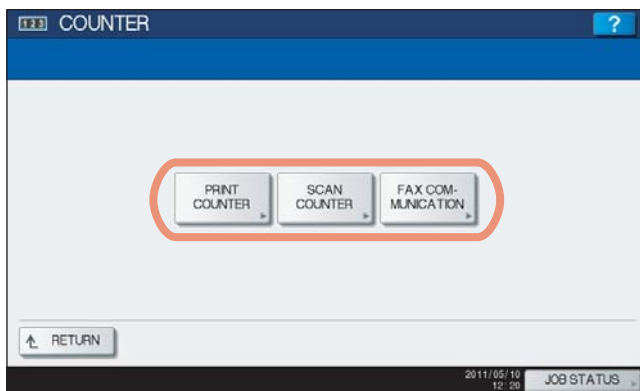 123 COUNTER
?
PRINT
COUNTER
SCAN
COUNTER
FAX COM-
MUNICATION
RETURN
2011/05/10
12:20
JOB STATUS